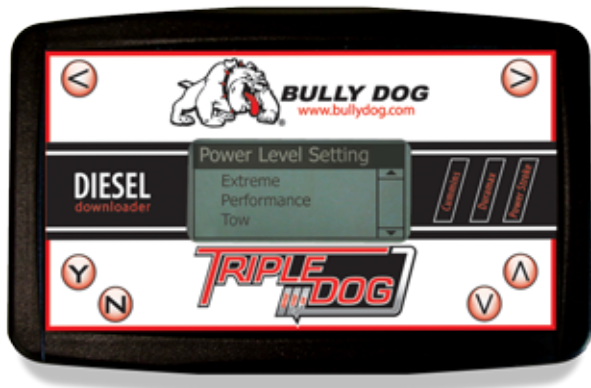 <
>
BULLY DOG
®
www.bullydog.com
Power Level Setting
Extreme
Performance
Tow
DIESEL
downloader
Cummins
Duramax
Power Stroke
TRIPLE
DOG
Y
N